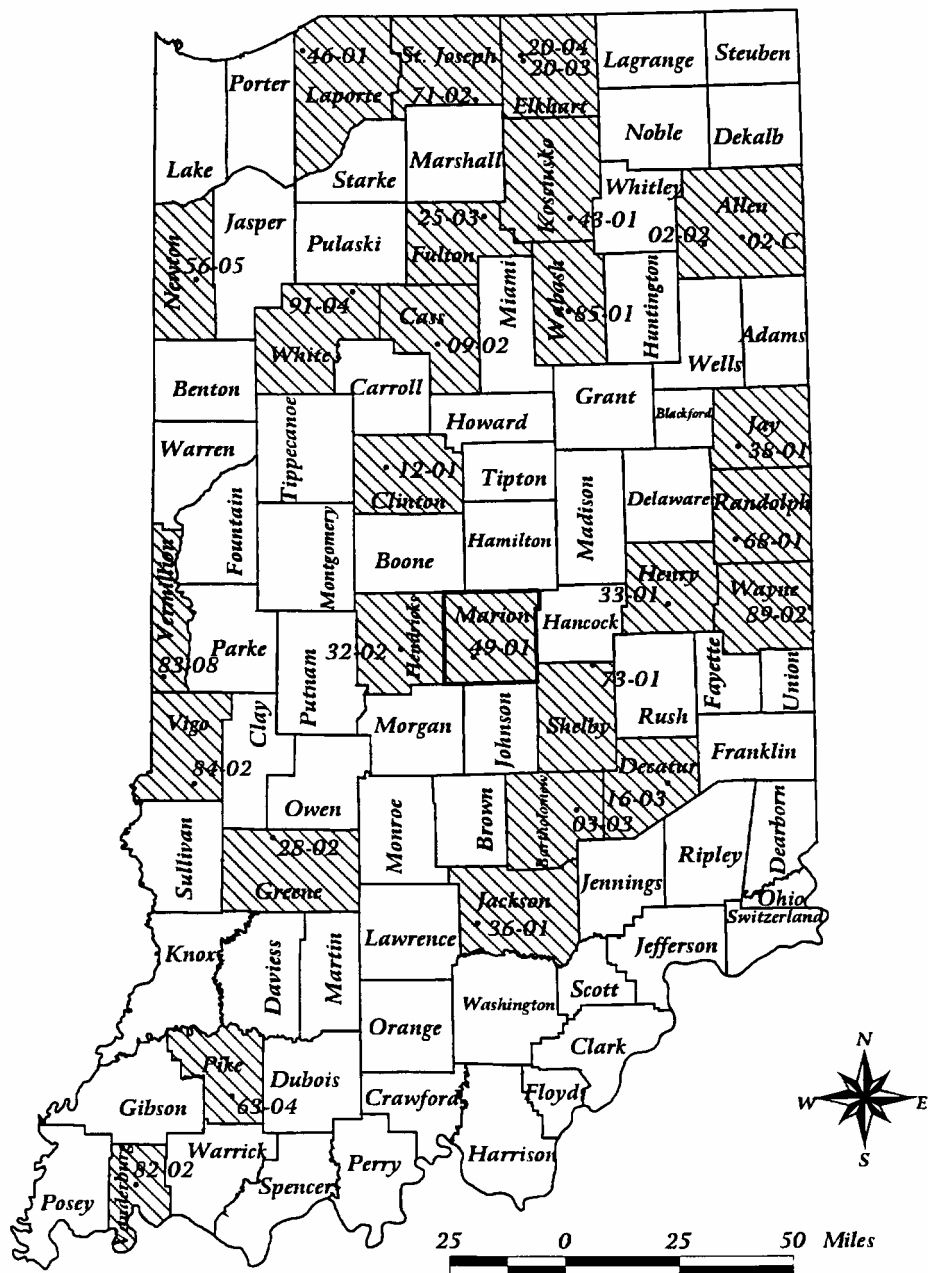 46-01
St. Joseph
20-04
20-03
Lagrange
Steuben
Porter
Laporte
71-02
Elkhart
Noble
Dekalb
Lake
Starke
Marshall
Kosciusko
Whitley
Allen
Jasper
25-03
43-01
02-02
02-C
Newton
56-05
Pulaski
Fulton
Miami
Wabash
85-01
Huntington
91-04
Cass
09-02
Adams
White
Wells
Benton
Carroll
Grant
Blackford
Jay
38-01
Tippecanoe
Howard
Warren
12-01
Clinton
Tipton
Madison
Delaware
Randolph
68-01
Fountain
Montgomery
Boone
Hamilton
Henry
33-01
Wayne
89-02
Vermillion
83-08
Parke
Putnam
32-02
Hendricks
Marion
49-01
Hancock
73-01
Rush
Fayette
Union
Vigo
84-02
Clay
Morgan
Johnson
Shelby
Franklin
Decatur
16-03
Owen
Monroe
Brown
Bartholomew
03-03
Dearborn
Sullivan
28-02
Greene
Jennings
Ripley
Ohio
Switzerland
Jackson
36-01
Lawrence
Jefferson
Knox
Daviess
Martin
Washington
Scott
Orange
Clark
Pike
63-04
Dubois
Crawford
Floyd
Gibson
Harrison
Warrick
Perry
Spencer
82-02
Vanderburg
Posey
N
W
E
S
25 0 25 50 Miles